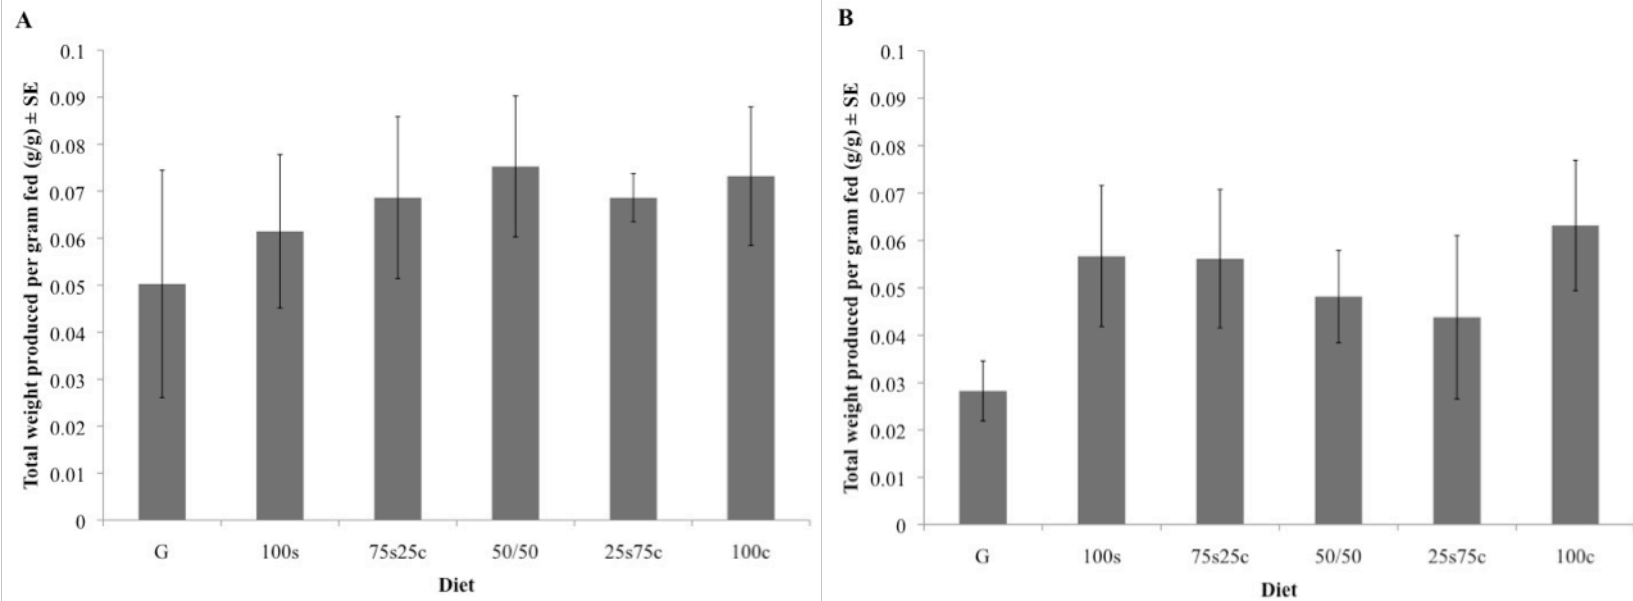 A
Total weight produced per gram fed (g/g) ± SE
0.1
0.09
0.08
0.07
0.06
0.05
0.04
0.03
0.02
0.01
0
G 100s 75s25c 50/50 25s75c 100c
Diet
B
Total weight produced per gram fed (g/g) ± SE
0.1
0.09
0.08
0.07
0.06
0.05
0.04
0.03
0.02
0.01
0
G 100s 75s25c 50/50 25s75c 100c
Diet